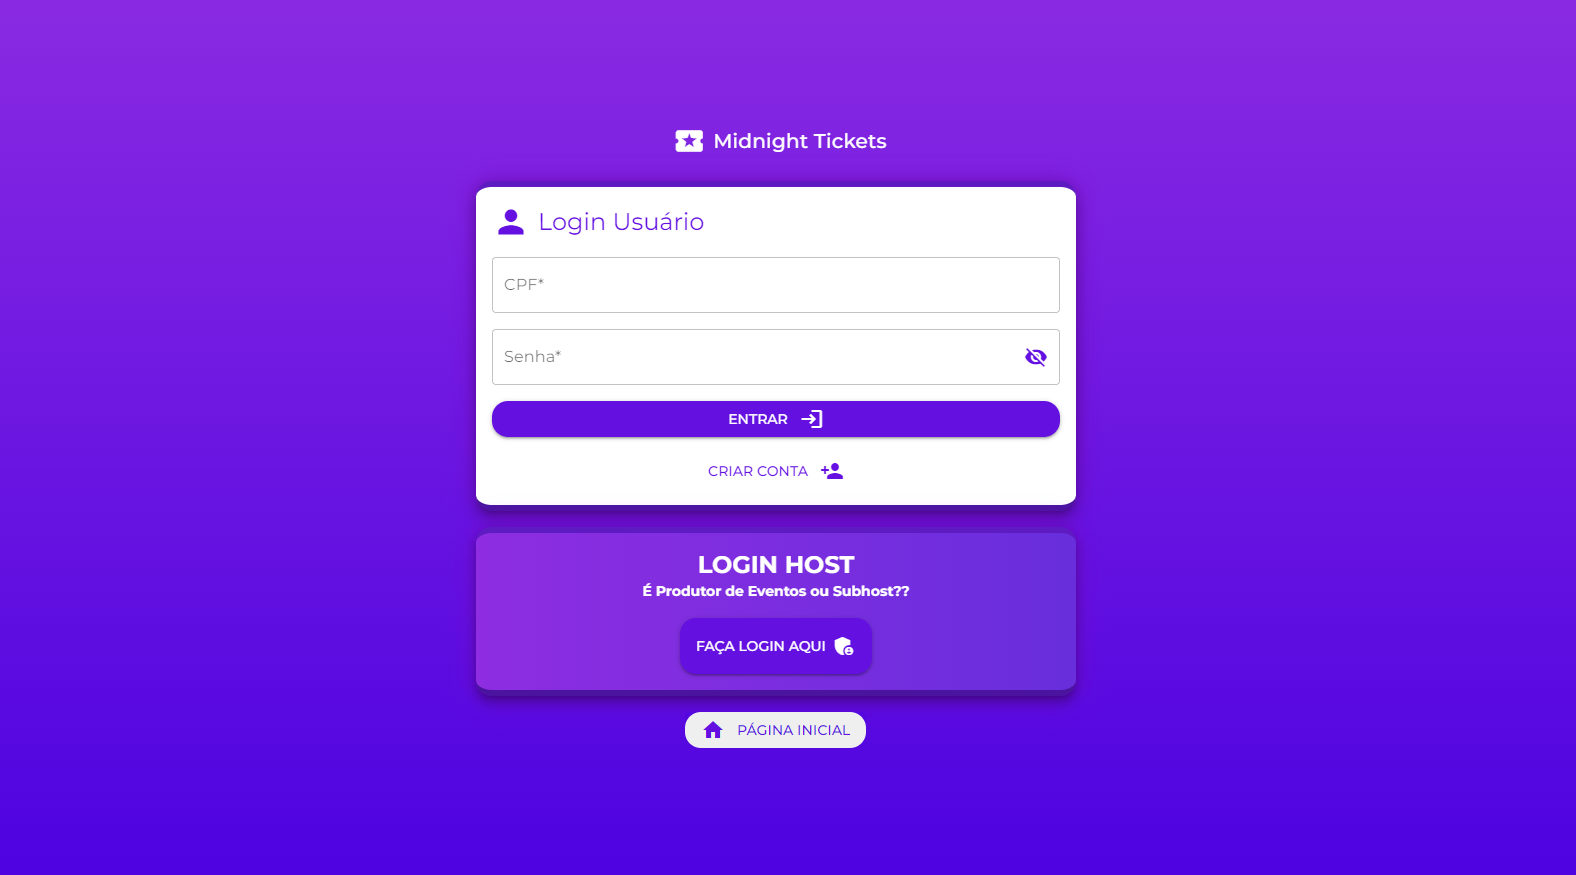 Midnight Tickets
Login Usuário
CPF*
Senha*
ENTRAR
CRIAR CONTA
LOGIN HOST
É Produtor de Eventos ou Subhost??
FAÇA LOGIN AQUI
PÁGINA INICIAL